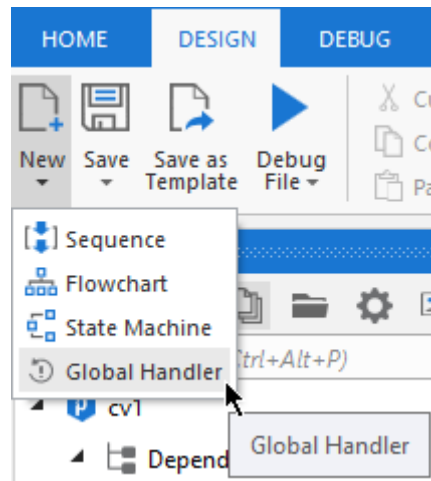 HOME DESIGN DEBUG
New Save Save as Template Debug File
Sequence
Flowchart
State Machine
Global Handler
Ctrl+Alt+P)
cv1
Global Handler